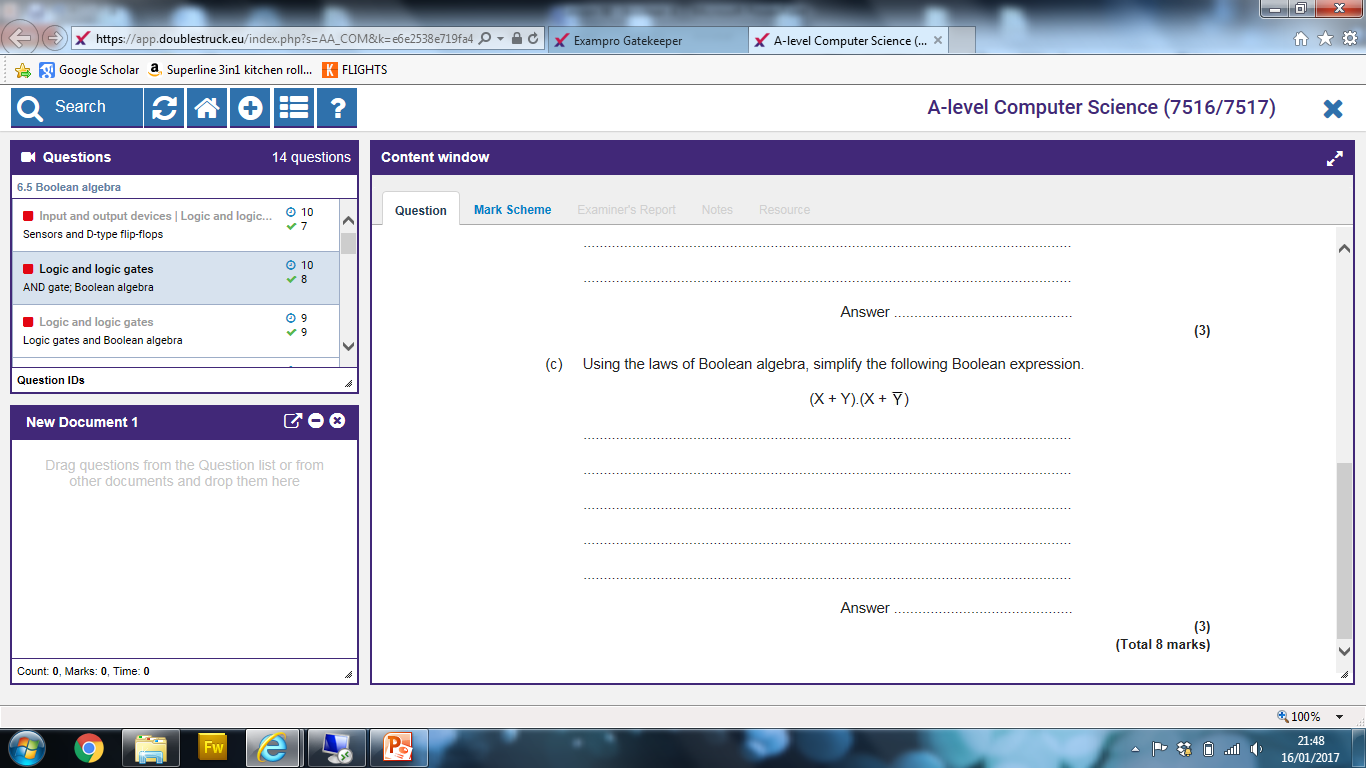 https://app.doublestruck.eu/index.php?s=AA_COM&k=e6e2538e719fa4
Exampro Gatekeeper
A-level Computer Science (...
Google Scholar
Superline 3in1 kitchen roll...
FLIGHTS
Search
A-level Computer Science (7516/7517)
Questions
14 questions
6.5 Boolean algebra
Input and output devices | Logic and logic...
10
Sensors and D-type flip-flops
7
Logic and logic gates
10
AND gate; Boolean algebra
8
Logic and logic gates
9
Logic gates and Boolean algebra
9
Question IDs
New Document 1
Drag questions from the Question list or from
other documents and drop them here
Count: 0, Marks: 0, Time: 0
Content window
Question
Mark Scheme
Examiner's Report
Notes
Resource
Answer ............................................
(3)
(c) Using the laws of Boolean algebra, simplify the following Boolean expression.
(X + Y).(X + Y̅)
Answer ............................................
(3)
(Total 8 marks)
100%
Fw
21:48
16/01/2017